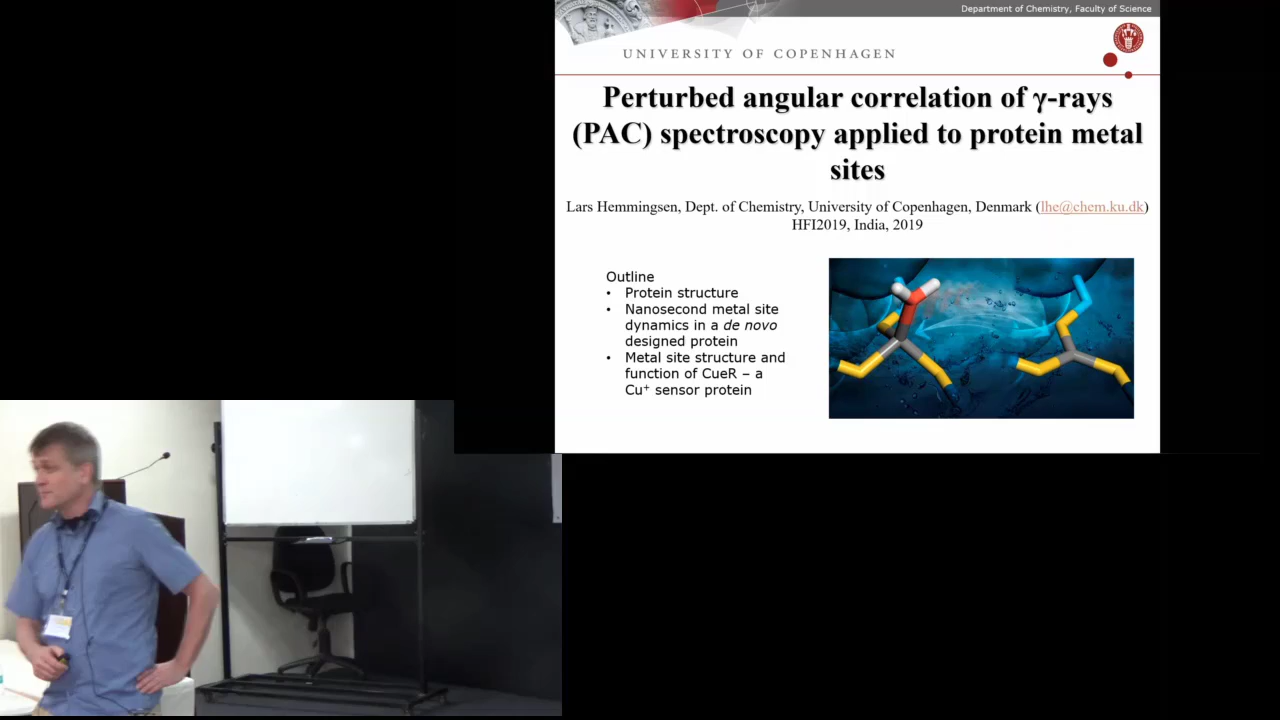 Department of Chemistry, Faculty of Science
UNIVERSITY OF COPENHAGEN
Perturbed angular correlation of γ-rays
(PAC) spectroscopy applied to protein metal
sites
Lars Hemmingsen, Dept. of Chemistry, University of Copenhagen, Denmark (lhe@chem.ku.dk)
HFI2019, India, 2019
Outline
• Protein structure
• Nanosecond metal site
dynamics in a de novo
designed protein
• Metal site structure and
function of CueR – a
Cu⁺ sensor protein